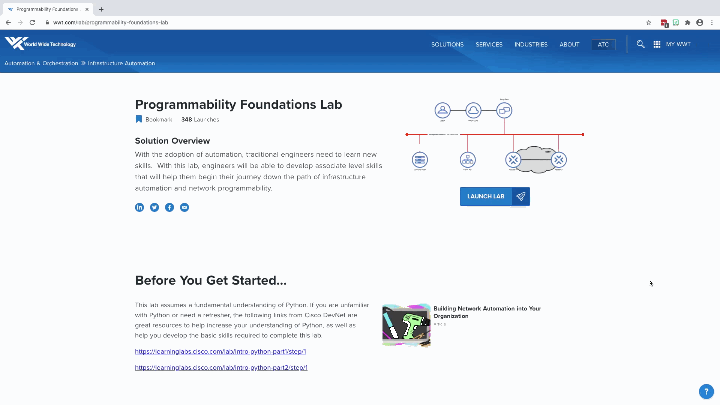 Programmability Foundations
wwt.com/lab/programmability-foundations-lab
World Wide Technology
SOLUTIONS SERVICES INDUSTRIES ABOUT ATC MY WWT
Automation & Orchestration » Infrastructure Automation
Programmability Foundations Lab
Bookmark 348 Launches
Solution Overview
With the adoption of automation, traditional engineers need to learn new
skills. With this lab, engineers will be able to develop associate level skills
that will help them begin their journey down the path of infrastructure
automation and network programmability.
LAUNCH LAB
Before You Get Started...
This lab assumes a fundamental understanding of Python. If you are unfamiliar
with Python or need a refresher, the following links from Cisco DevNet are
great resources to help increase your understanding of Python, as well as
help you develop the basic skills required to complete this lab.
https://learninglabs.cisco.com/lab/intro-python-part1/step/1
https://learninglabs.cisco.com/lab/intro-python-part2/step/1
Building Network Automation into Your
Organization
Article
?